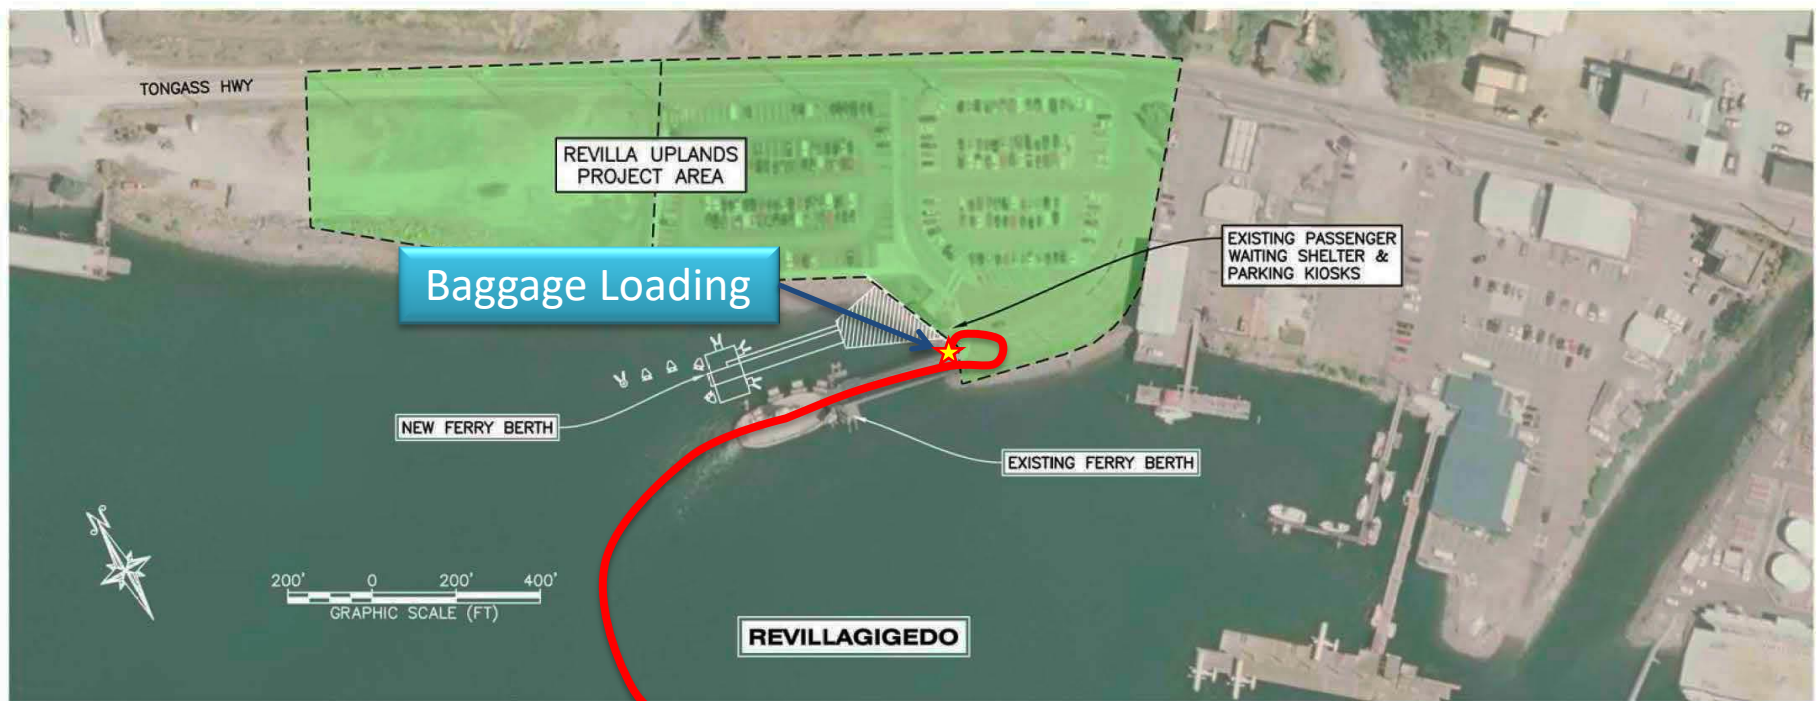 TONGASS HWY
REVILLA UPLANDS
PROJECT AREA
EXISTING PASSENGER
WAITING SHELTER &
PARKING KIOSKS
Baggage Loading
NEW FERRY BERTH
EXISTING FERRY BERTH
N
200' 0 200' 400'
GRAPHIC SCALE (FT)
REVILLAGIGEDO